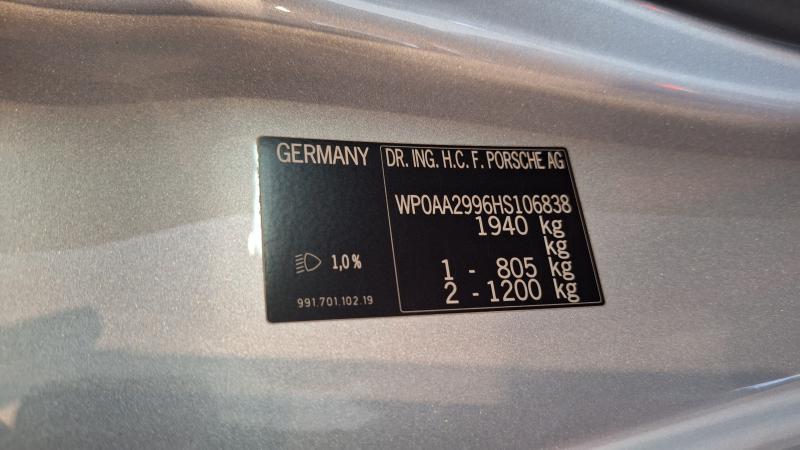 GERMANY
1,0%
991.701.102.19
DR. ING. H.C. F. PORSCHE AG
WP0AA2996HS106838
1940 kg
kg
1 - 805 kg
2 - 1200 kg